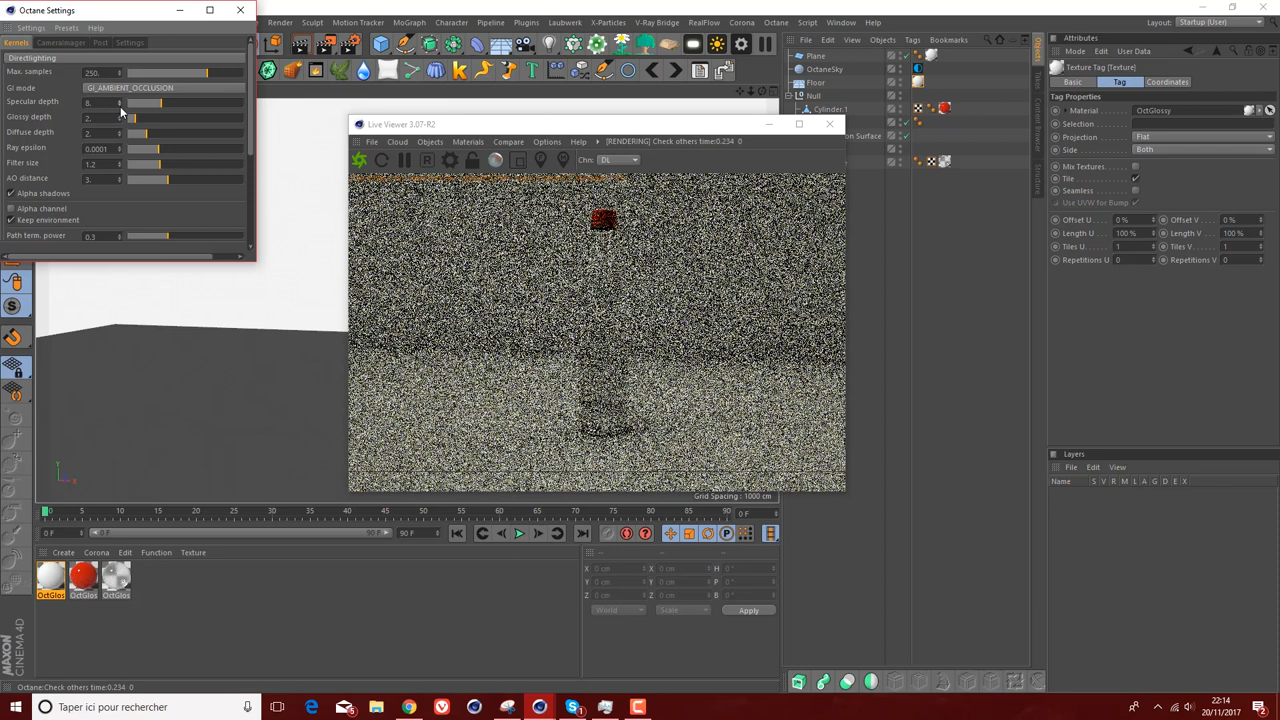 Octane Settings
Settings Presets Help
Kernels CameraImager Post Settings
Directlighting
Max. samples 250.
GI mode GI_AMBIENT_OCCLUSION
Specular depth 8.
Glossy depth 2.
Diffuse depth 2.
Ray epsilon 0.0001
Filter size 1.2
AO distance 3.
Alpha shadows
Alpha channel
Keep environment
Path term. power 0.3
Render Sculpt Motion Tracker MoGraph Character Pipeline Plugins Laubwerk X-Particles V-Ray Bridge RealFlow Corona Octane Script Window Help
Layout: Startup (User)
Live Viewer 3.07-R2
File Cloud Objects Materials Compare Options Help [RENDERING] Check others time:0.234 0
Chn: DL
Grid Spacing : 1000 cm
File Edit View Objects Tags Bookmarks
Plane
OctaneSky
Floor
Null
Cylinder.1
Objects
Takes
Content Browser
Structure
Attributes
Mode Edit User Data
Texture Tag [Texture]
Basic Tag Coordinates
Tag Properties
Material OctGlossy
Selection
Projection Flat
Side Both
Mix Textures
Tile
Seamless
Use UVW for Bump
Offset U 0 % Offset V 0 %
Length U 100 % Length V 100 %
Tiles U 1 Tiles V 1
Repetitions U 0 Repetitions V 0
Layers
File Edit View
Name S V R M L A G D E X
0 5 10 15 20 25 30 35 40 45 50 55 60 65 70 75 80 85 90 0 F
0 F 0 F 90 F 90 F
Create Corona Edit Function Texture
OctGlos OctGlos OctGlos
-- -- --
X 0 cm X 0 cm H 0 °
Y 0 cm Y 0 cm P 0 °
Z 0 cm Z 0 cm B 0 °
World Scale Apply
MAXON
CINEMA 4D
Octane:Check others time:0.234 0
Taper ici pour rechercher
22:14
20/11/2017